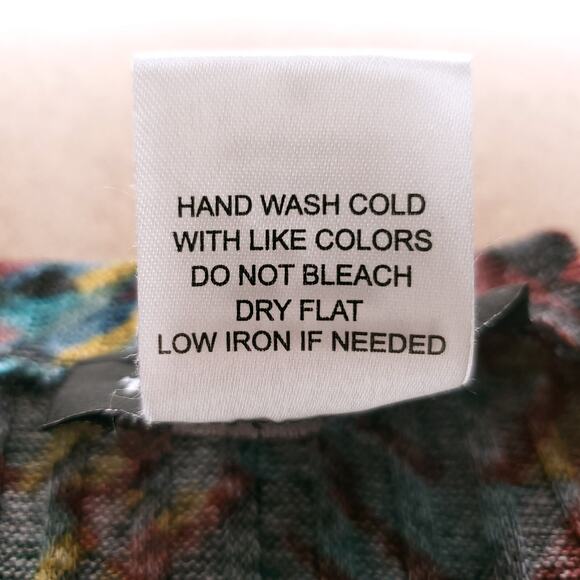 HAND WASH COLD
WITH LIKE COLORS
DO NOT BLEACH
DRY FLAT
LOW IRON IF NEEDED